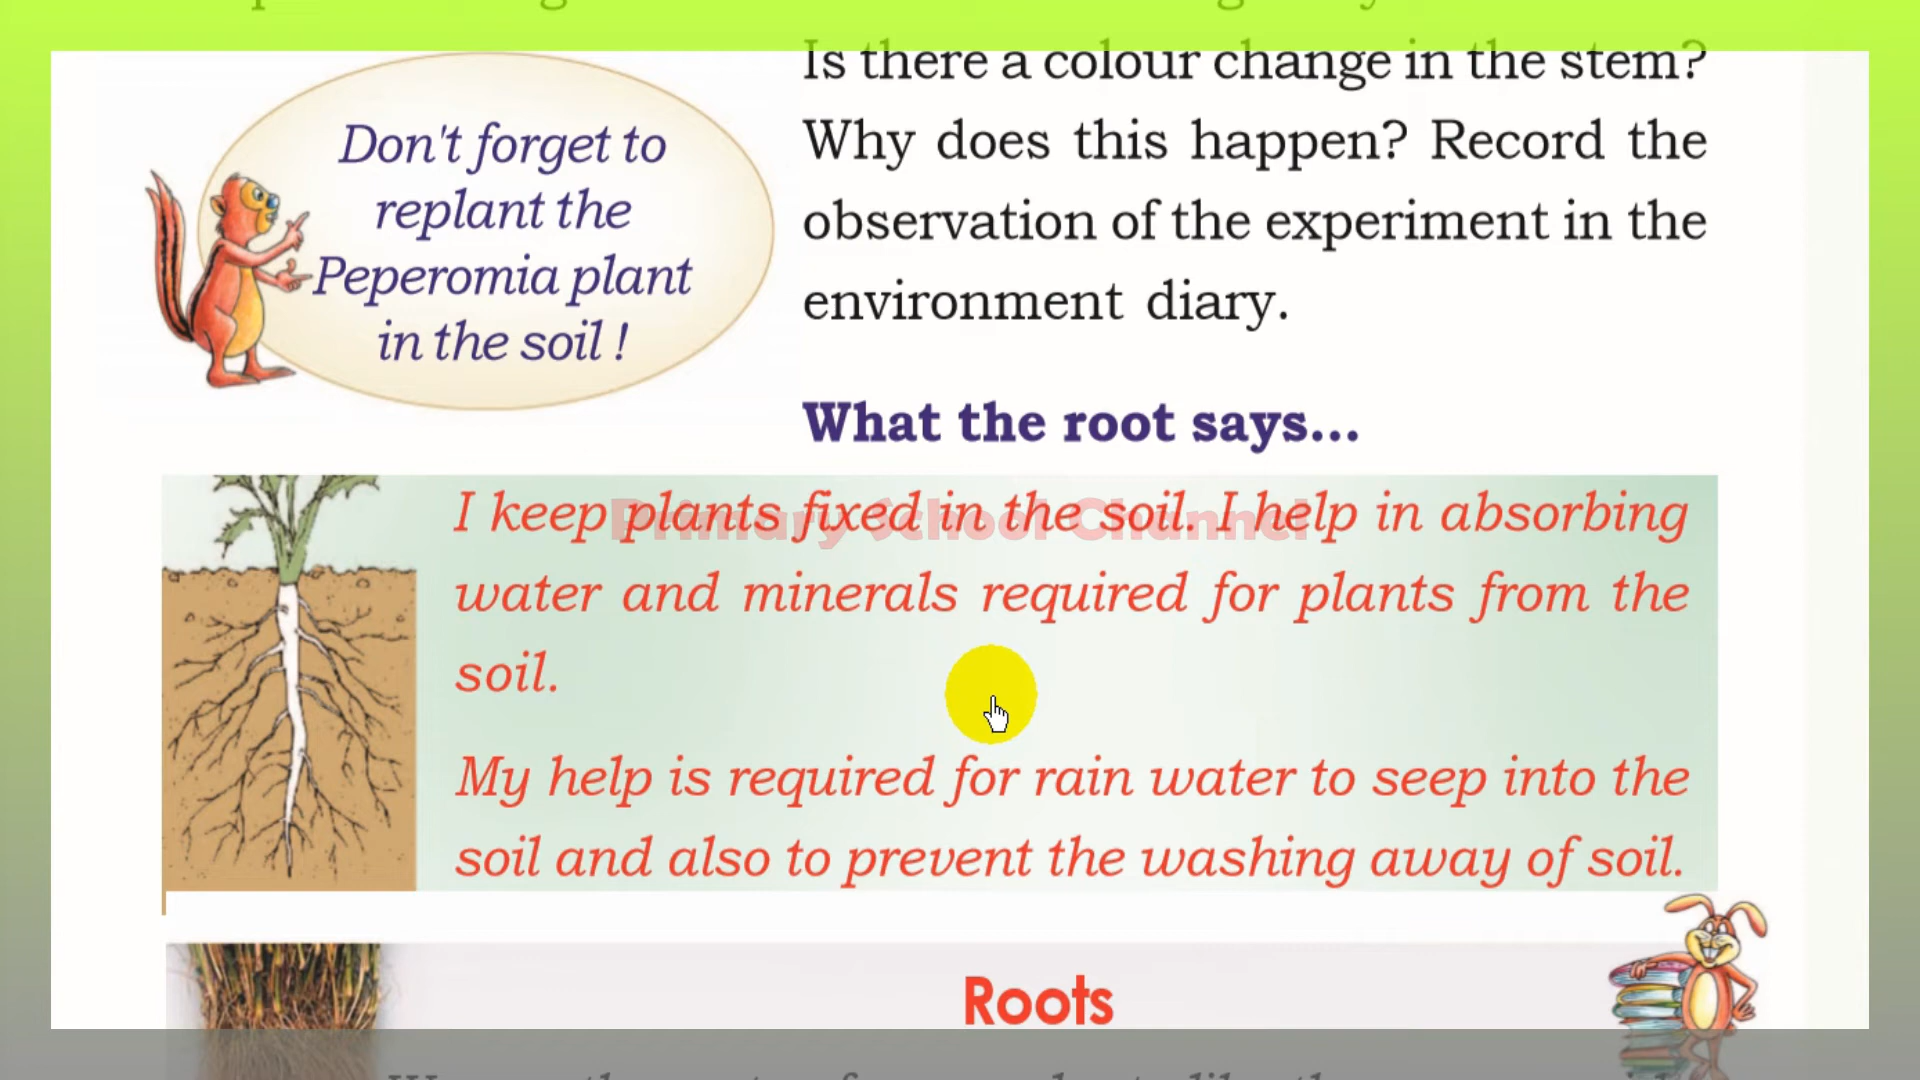 Is there a colour change in the stem?
Why does this happen? Record the
observation of the experiment in the
environment diary.
Don't forget to
replant the
Peperomia plant
in the soil !
What the root says...
I keep plants fixed in the soil. I help in absorbing
water and minerals required for plants from the
soil.
My help is required for rain water to seep into the
soil and also to prevent the washing away of soil.
Primary School Channel
Roots